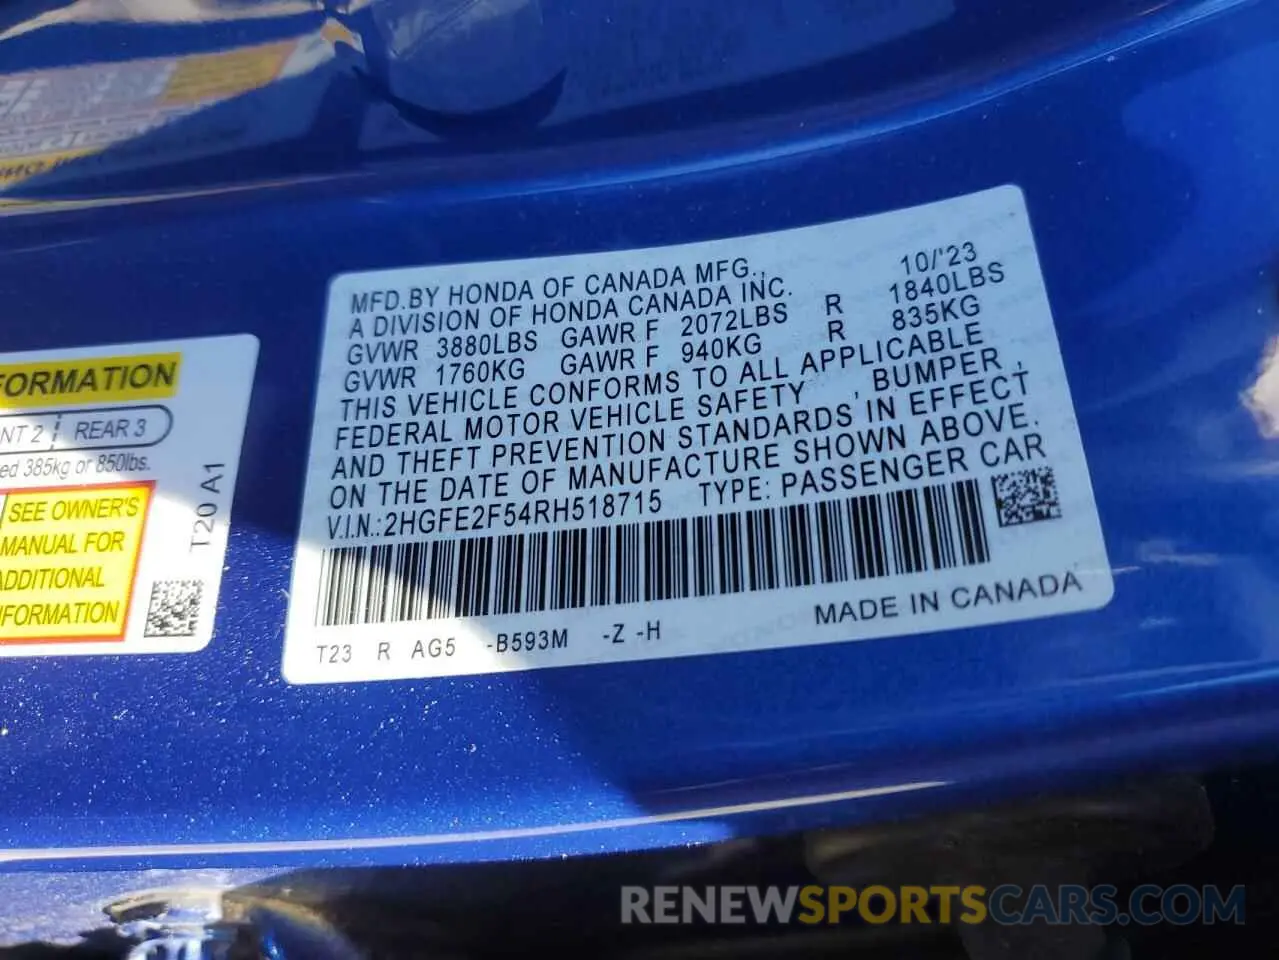 MFD.BY HONDA OF CANADA MFG., 10/'23
A DIVISION OF HONDA CANADA INC.
GVWR 3880LBS GAWR F 2072LBS R 1840LBS
GVWR 1760KG GAWR F 940KG R 835KG
THIS VEHICLE CONFORMS TO ALL APPLICABLE
FEDERAL MOTOR VEHICLE SAFETY , BUMPER ,
AND THEFT PREVENTION STANDARDS IN EFFECT
ON THE DATE OF MANUFACTURE SHOWN ABOVE.
V.I.N.:2HGFE2F54RH518715 TYPE: PASSENGER CAR
MADE IN CANADA
T23 R AG5 -B593M -Z -H
FORMATION
NT 2 REAR 3
ed 385kg or 850lbs.
SEE OWNER'S
MANUAL FOR
ADDITIONAL
NFORMATION
T20 A1
RENEWSPORTSCARS.COM